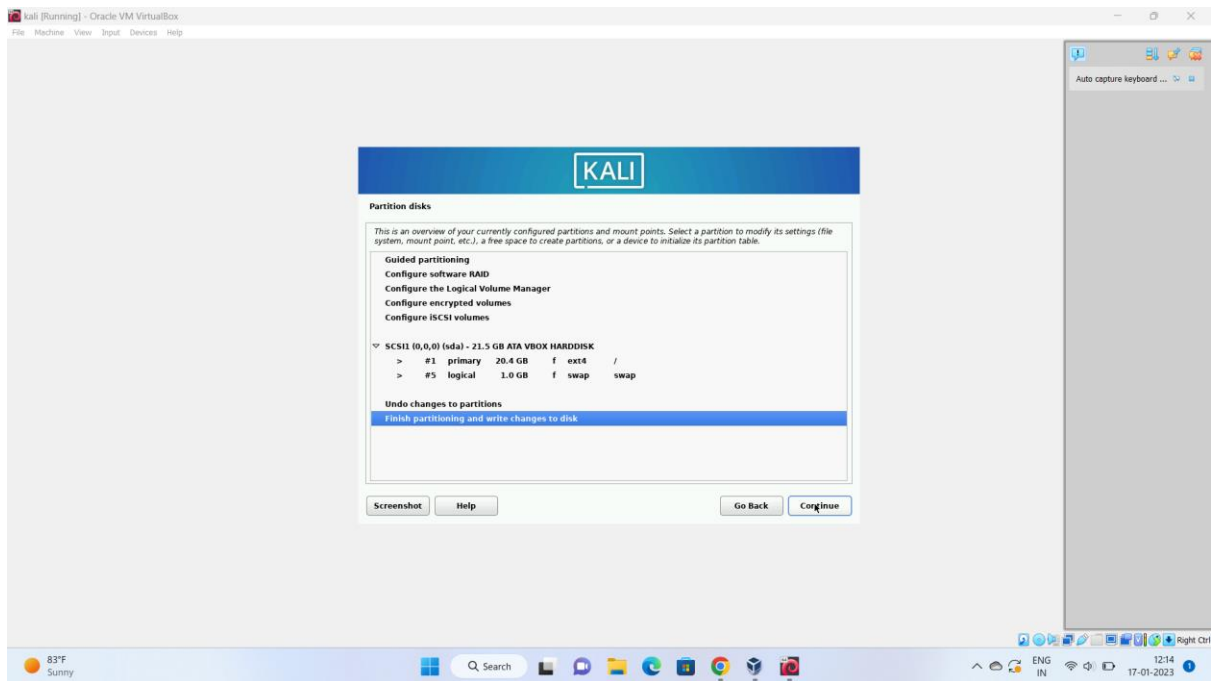 kali [Running] - Oracle VM VirtualBox
File Machine View Input Devices Help
Auto capture keyboard ...
KALI
Partition disks
This is an overview of your currently configured partitions and mount points. Select a partition to modify its settings (file
system, mount point, etc.), a free space to create partitions, or a device to initialize its partition table.
Guided partitioning
Configure software RAID
Configure the Logical Volume Manager
Configure encrypted volumes
Configure iSCSI volumes
SCSI1 (0,0,0) (sda) - 21.5 GB ATA VBOX HARDDISK
> #1 primary 20.4 GB f ext4 /
> #5 logical 1.0 GB f swap swap
Undo changes to partitions
Finish partitioning and write changes to disk
Screenshot Help Go Back Continue
Right Ctrl
83°F
Sunny
Search
ENG
IN
12:14
17-01-2023
1